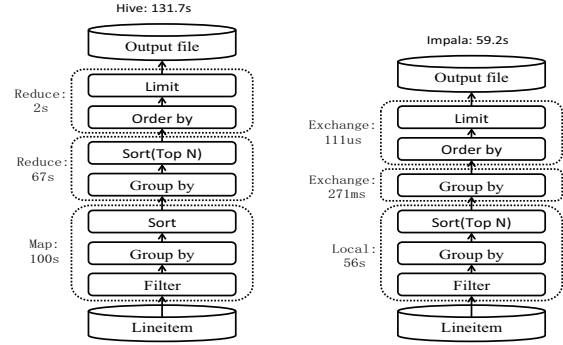 Hive: 131.7s
Output file
Reduce:
2s
Limit
Order by
Reduce:
67s
Sort(Top N)
Group by
Map:
100s
Sort
Group by
Filter
Lineitem
Impala: 59.2s
Output file
Exchange:
111us
Limit
Order by
Exchange:
271ms
Group by
Local:
56s
Sort(Top N)
Group by
Filter
Lineitem